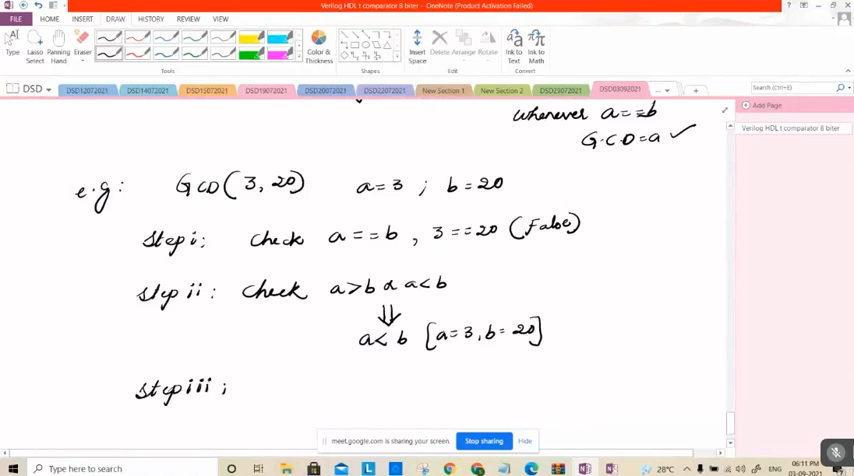 Verilog HDL t comparator 8 biter - OneNote (Product Activation Failed)
FILE HOME INSERT DRAW HISTORY REVIEW VIEW
Type Lasso Select Panning Hand Eraser Color & Thickness Insert Space Delete Arrange Rotate Ink to Text Ink to Math
Tools Shapes Edit Convert
DSD DSD12072021 DSD14072021 DSD15072021 DSD19072021 DSD20072021 DSD22072021 New Section 1 New Section 2 DSD29072021 DSD03092021 Search (Ctrl+E)
Add Page
Verilog HDL t comparator 8 biter
whenever a==b
G.C.D=a ✓
e.g: GCD(3,20) a=3 ; b=20
step i; check a==b , 3==20 (False)
step ii: check a>b or a<b
⇓
a<b [a=3, b=20]
step iii ;
meet.google.com is sharing your screen. Stop sharing Hide
Type here to search
28°C ENG 06:11 PM
03-09-2021